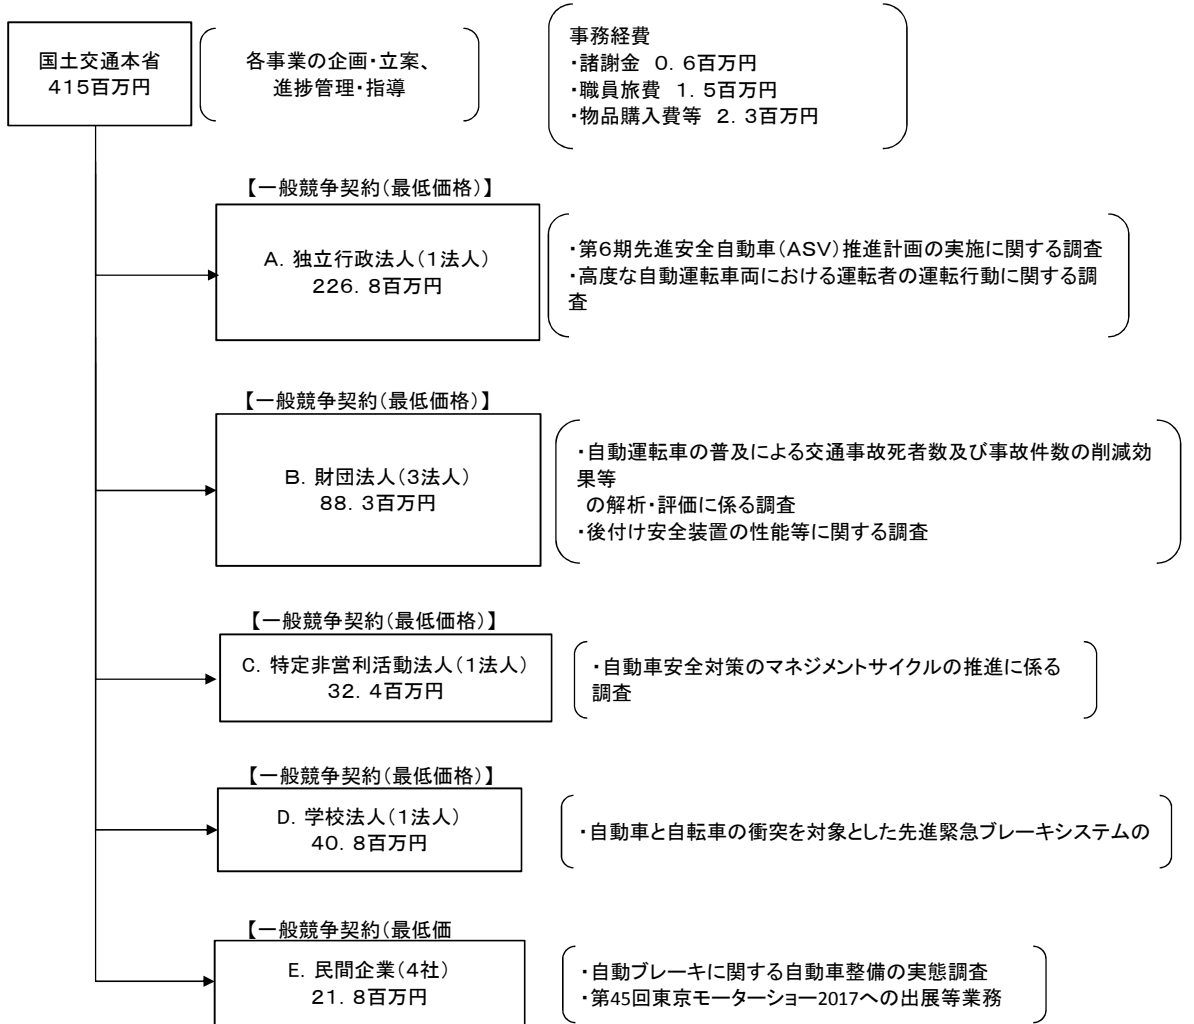 国土交通本省
415百万円
各事業の企画・立案、
進捗管理・指導
事務経費
・諸謝金 0.6百万円
・職員旅費 1.5百万円
・物品購入費等 2.3百万円
【一般競争契約(最低価格)】
A. 独立行政法人(1法人)
226.8百万円
・第6期先進安全自動車(ASV)推進計画の実施に関する調査
・高度な自動運転車両における運転者の運転行動に関する調
査
【一般競争契約(最低価格)】
B. 財団法人(3法人)
88.3百万円
・自動運転車の普及による交通事故死者数及び事故件数の削減効
果等
の解析・評価に係る調査
・後付け安全装置の性能等に関する調査
【一般競争契約(最低価格)】
C. 特定非営利活動法人(1法人)
32.4百万円
・自動車安全対策のマネジメントサイクルの推進に係る
調査
【一般競争契約(最低価格)】
D. 学校法人(1法人)
40.8百万円
・自動車と自転車の衝突を対象とした先進緊急ブレーキシステムの
【一般競争契約(最低価
E. 民間企業(4社)
21.8百万円
・自動ブレーキに関する自動車整備の実態調査
・第45回東京モーターショー2017への出展等業務